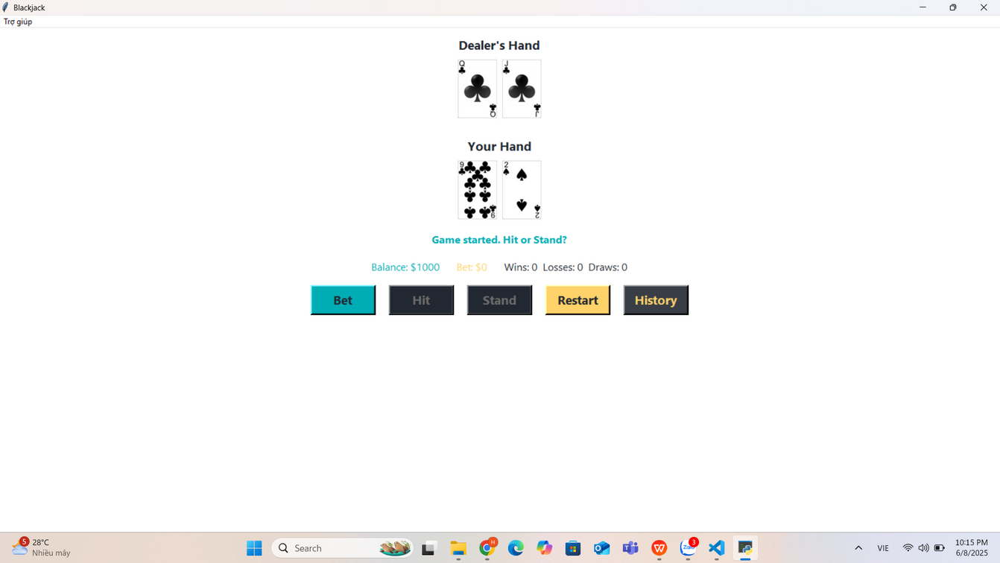 Blackjack
Trợ giúp
Dealer's Hand
Q J
Q J
Your Hand
9 2
9 2
Game started. Hit or Stand?
Balance: $1000 Bet: $0 Wins: 0 Losses: 0 Draws: 0
Bet Hit Stand Restart History
5 28°C
Nhiều mây
Search
H
W
Zalo
3
VIE
10:15 PM
6/8/2025